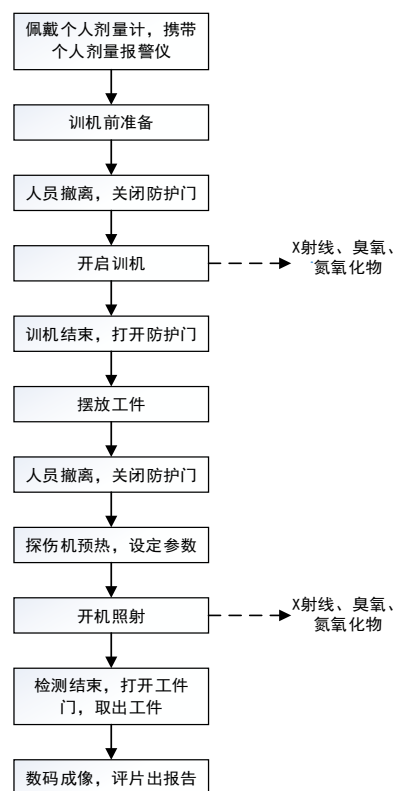 佩戴个人剂量计，携带
个人剂量报警仪
训机前准备
人员撤离，关闭防护门
开启训机
X射线、臭氧、
氮氧化物
训机结束，打开防护门
摆放工件
人员撤离，关闭防护门
探伤机预热，设定参数
开机照射
X射线、臭氧、
氮氧化物
检测结束，打开工件
门，取出工件
数码成像，评片出报告